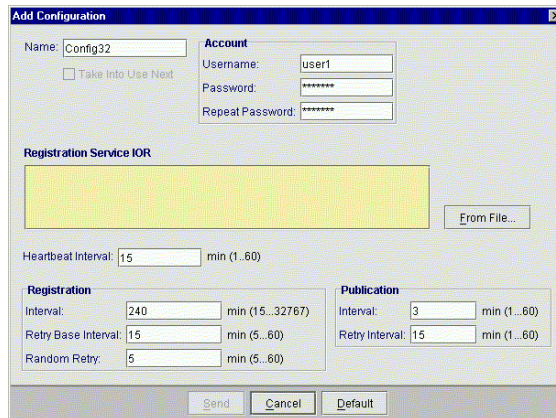 Add Configuration
Name: Config32
Take Into Use Next
Account
Username: user1
Password: *******
Repeat Password: *******
Registration Service IOR
From File...
Heartbeat Interval: 15 min (1..60)
Registration
Interval: 240 min (15...32767)
Retry Base Interval: 15 min (5...60)
Random Retry: 5 min (5...60)
Publication
Interval: 3 min (1...60)
Retry Interval: 15 min (1...60)
Send Cancel Default